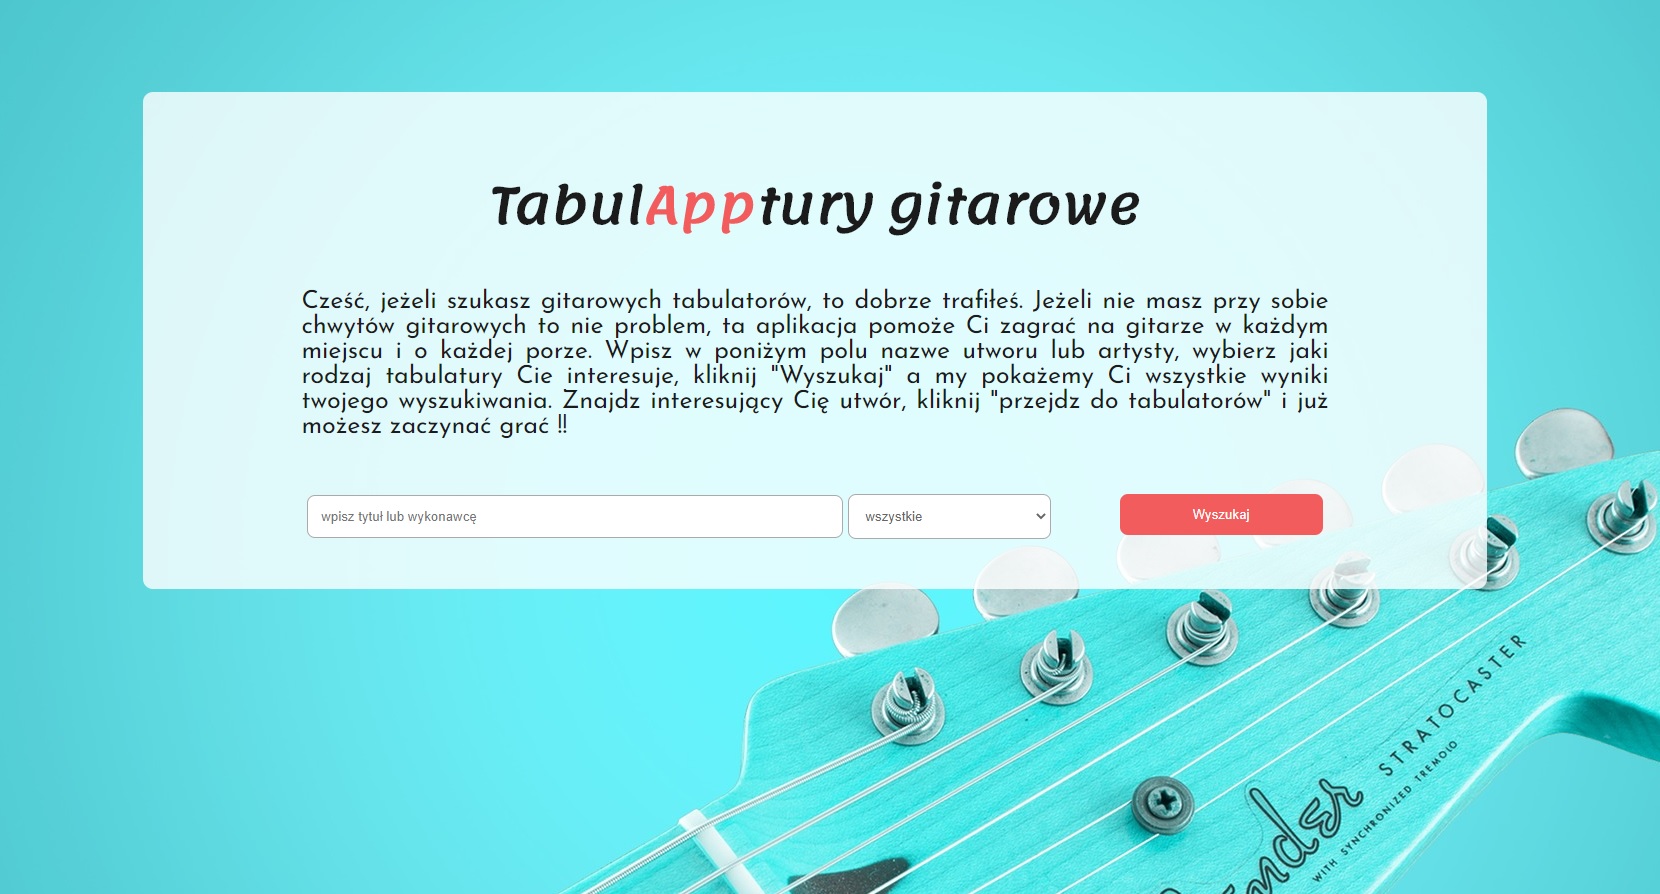 TabulApptury gitarowe
Cześć, jeżeli szukasz gitarowych tabulatorów, to dobrze trafiłeś. Jeżeli nie masz przy sobie
chwytów gitarowych to nie problem, ta aplikacja pomoże Ci zagrać na gitarze w każdym
miejscu i o każdej porze. Wpisz w poniżym polu nazwe utworu lub artysty, wybierz jaki
rodzaj tabulatury Cie interesuje, kliknij "Wyszukaj" a my pokażemy Ci wszystkie wyniki
twojego wyszukiwania. Znajdz interesujący Cię utwór, kliknij "przejdz do tabulatorów" i już
możesz zaczynać grać !!
wpisz tytuł lub wykonawcę
wszystkie
Wyszukaj
STRATOCASTER
WITH SYNCHRONIZED TREMOLO